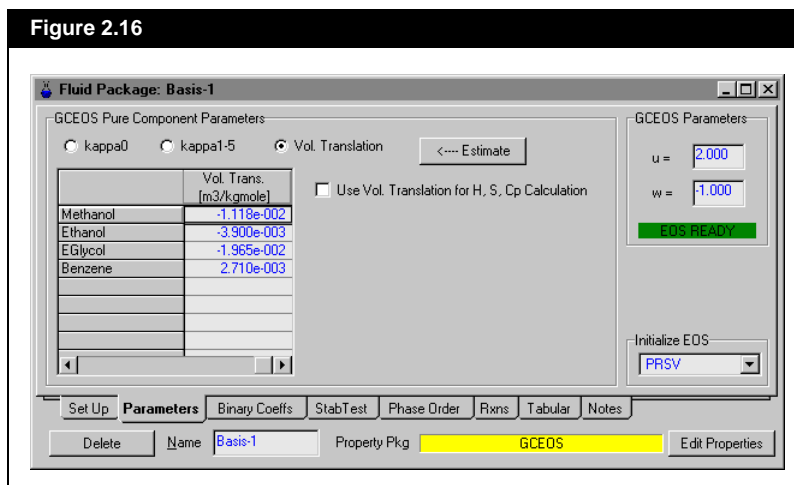 Figure 2.16
Fluid Package: Basis-1
GCEOS Pure Component Parameters
kappa0 kappa1-5 Vol. Translation <---- Estimate
Vol. Trans.
[m3/kgmole]
Use Vol. Translation for H, S, Cp Calculation
Methanol -1.118e-002
Ethanol -3.900e-003
EGlycol -1.965e-002
Benzene 2.710e-003
GCEOS Parameters
u = 2.000
w = -1.000
EOS READY
Initialize EOS
PRSV
Set Up Parameters Binary Coeffs StabTest Phase Order Rxns Tabular Notes
Delete Name Basis-1 Property Pkg GCEOS Edit Properties